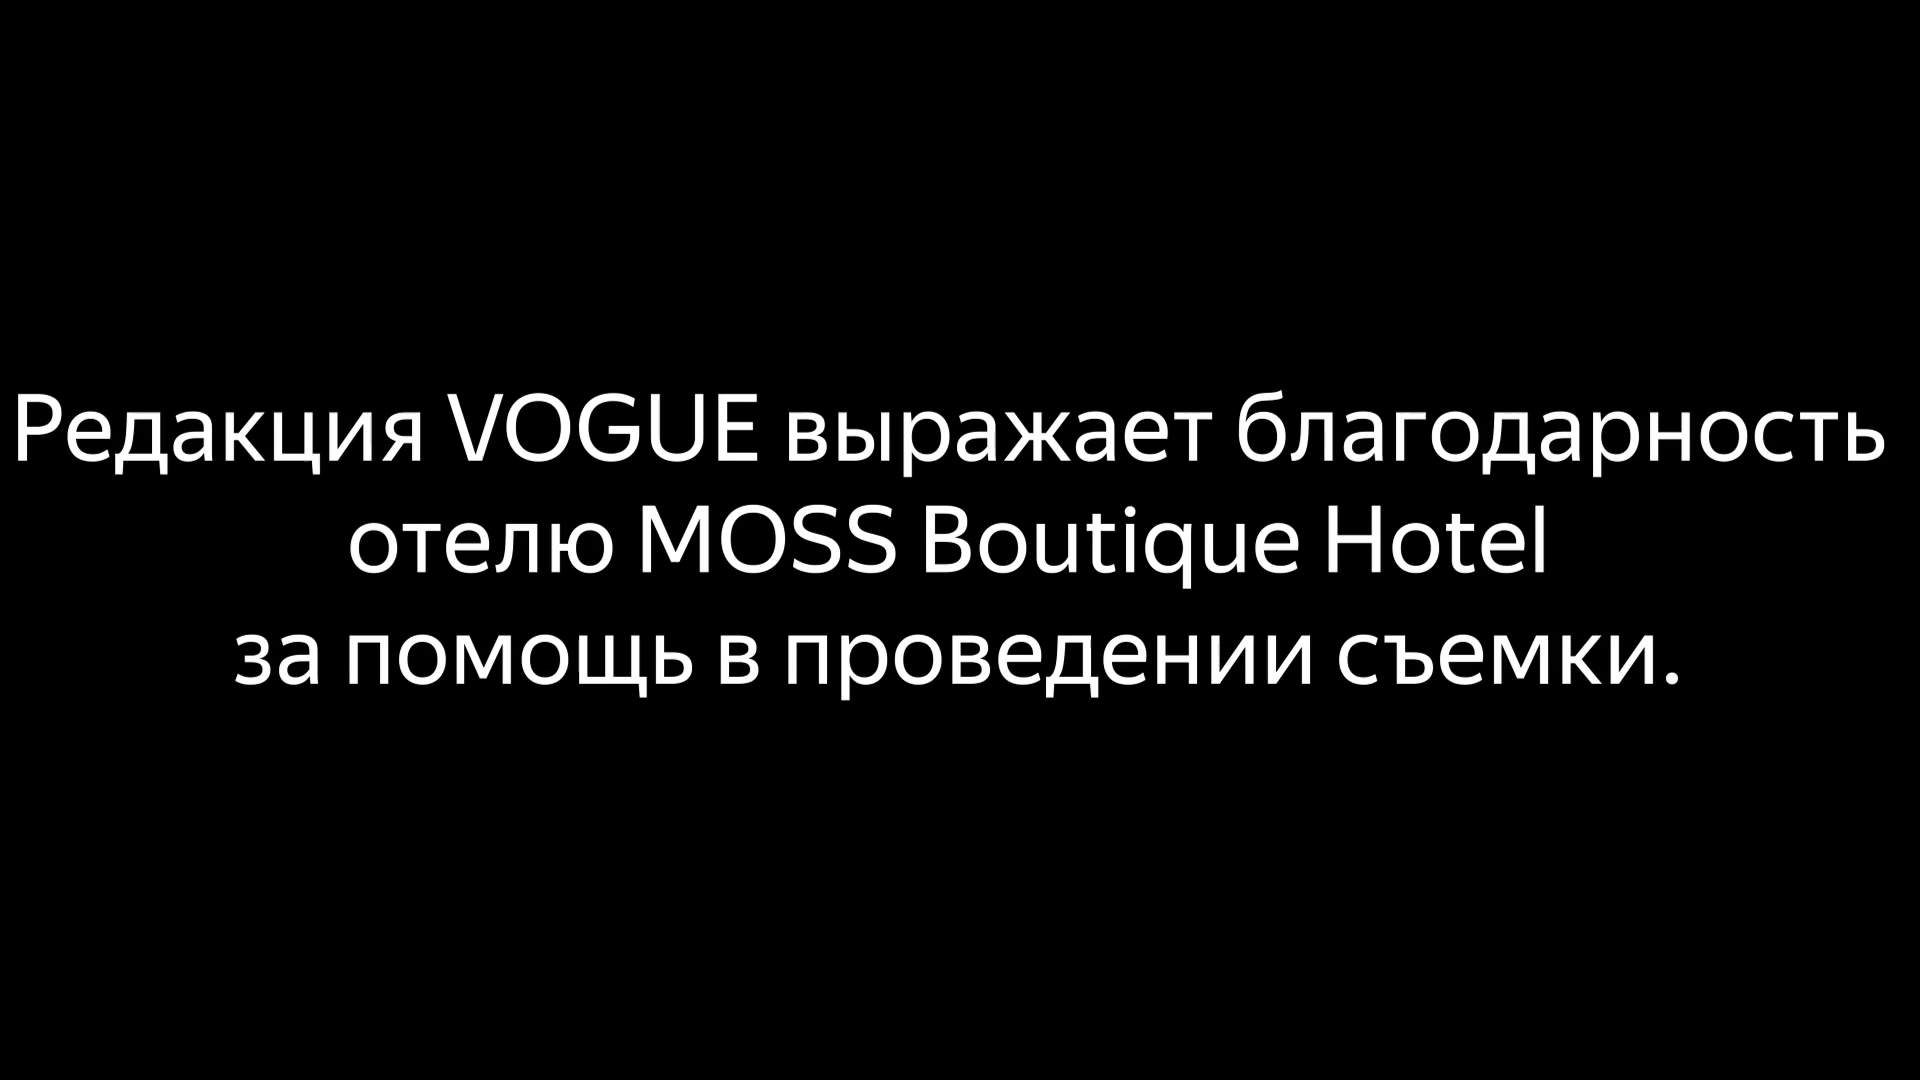 Редакция VOGUE выражает благодарность
отелю MOSS Boutique Hotel
за помощь в проведении съемки.